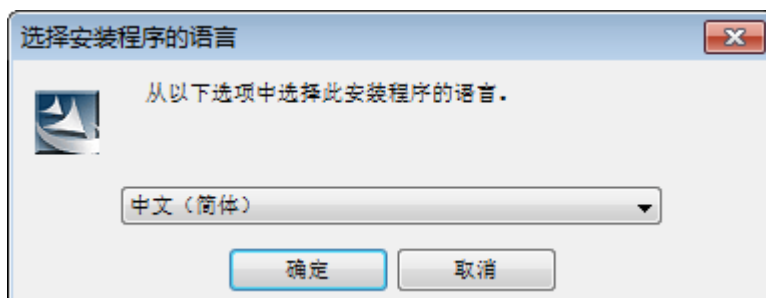 选择安装程序的语言
从以下选项中选择此安装程序的语言.
中文（简体）
确定
取消